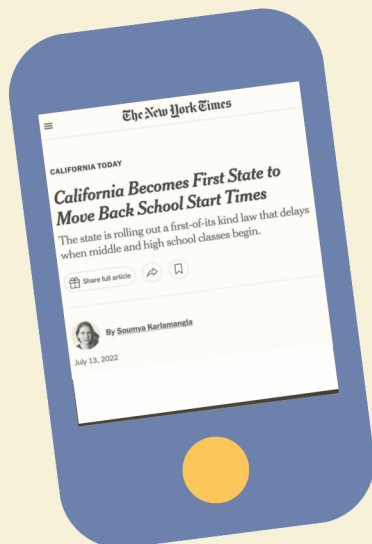 The New York Times
CALIFORNIA TODAY
California Becomes First State to
Move Back School Start Times
The state is rolling out a first-of-its kind law that delays
when middle and high school classes begin.
Share full article
By Soumya Karlamangla
July 13, 2022